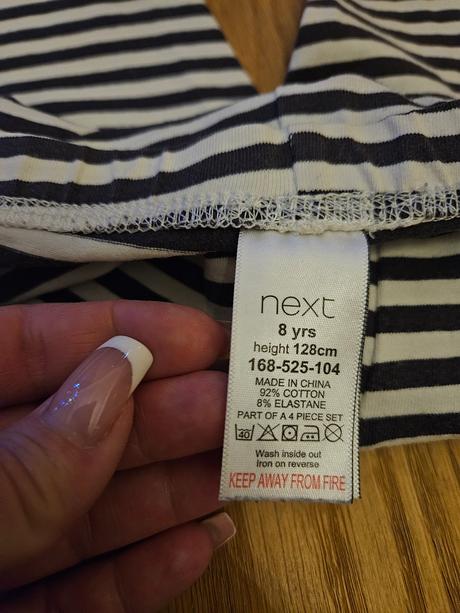 next
8 yrs
height 128cm
168-525-104
MADE IN CHINA
92% COTTON
8% ELASTANE
PART OF A 4 PIECE SET
40
Wash inside out
Iron on reverse
KEEP AWAY FROM FIRE